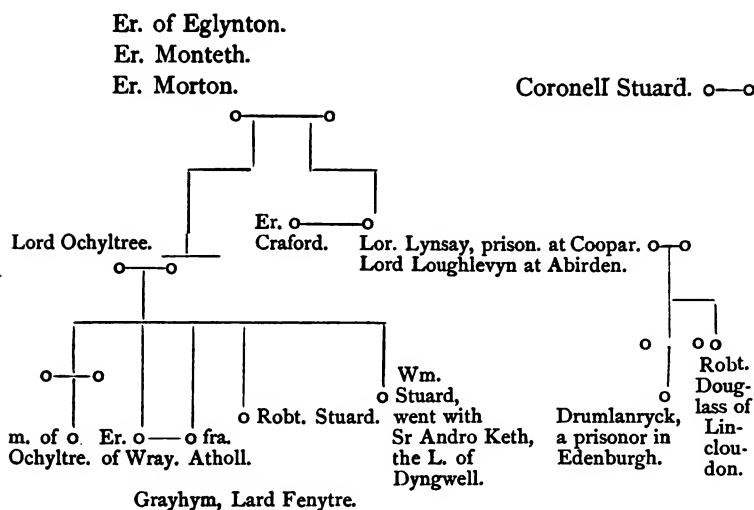 Er. of Eglynton.
Er. Monteth.
Er. Morton.
Coronell Stuard.
Er.
Craford.
Lord Ochyltree.
Lor. Lynsay, prison. at Coopar.
Lord Loughlevyn at Abirden.
m. of
Ochyltre.
Er.
of Wray.
fra.
Atholl.
Robt. Stuard.
Wm.
Stuard,
went with
Sr Andro Keth,
the L. of
Dyngwell.
Drumlanryck,
a prisonor in
Edenburgh.
Robt.
Doug-
lass of
Lin-
clou-
don.
Grayhym, Lard Fenytre.